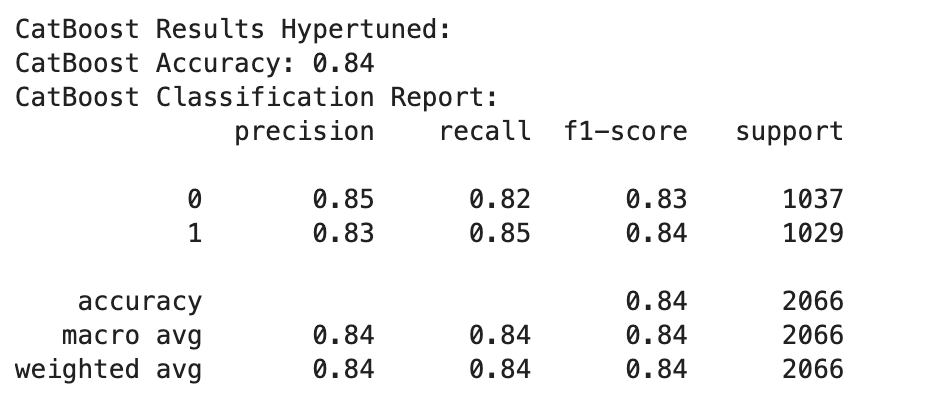 CatBoost Results Hypertuned:
CatBoost Accuracy: 0.84
CatBoost Classification Report:
precision recall f1-score support
0 0.85 0.82 0.83 1037
1 0.83 0.85 0.84 1029
accuracy 0.84 2066
macro avg 0.84 0.84 0.84 2066
weighted avg 0.84 0.84 0.84 2066